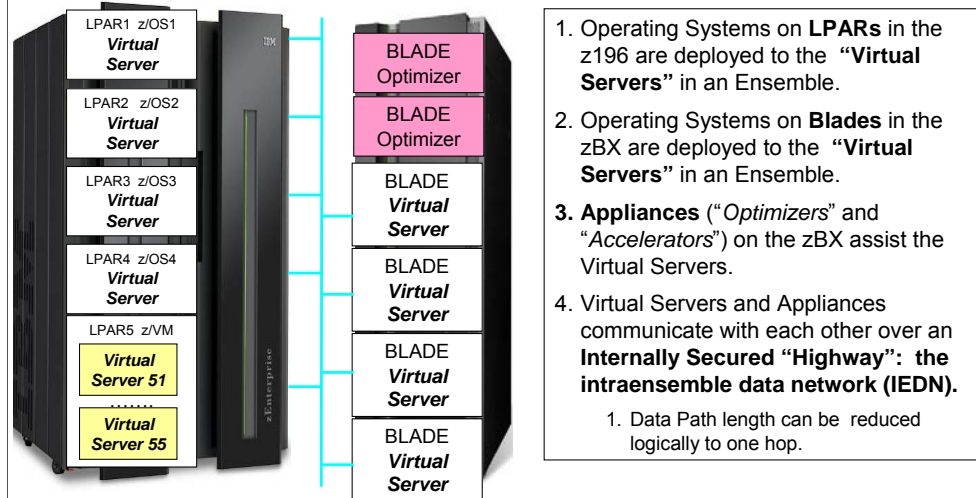 LPAR1 z/OS1
Virtual
Server
LPAR2 z/OS2
Virtual
Server
LPAR3 z/OS3
Virtual
Server
LPAR4 z/OS4
Virtual
Server
LPAR5 z/VM
Virtual
Server 51
.......
Virtual
Server 55
IBM
zEnterprise
BLADE
Optimizer
BLADE
Optimizer
BLADE
Virtual
Server
BLADE
Virtual
Server
BLADE
Virtual
Server
BLADE
Virtual
Server
1. Operating Systems on LPARs in the
z196 are deployed to the “Virtual
Servers” in an Ensemble.
2. Operating Systems on Blades in the
zBX are deployed to the “Virtual
Servers” in an Ensemble.
3. Appliances (“Optimizers” and
“Accelerators”) on the zBX assist the
Virtual Servers.
4. Virtual Servers and Appliances
communicate with each other over an
Internally Secured “Highway”: the
intraensemble data network (IEDN).
1. Data Path length can be reduced
logically to one hop.